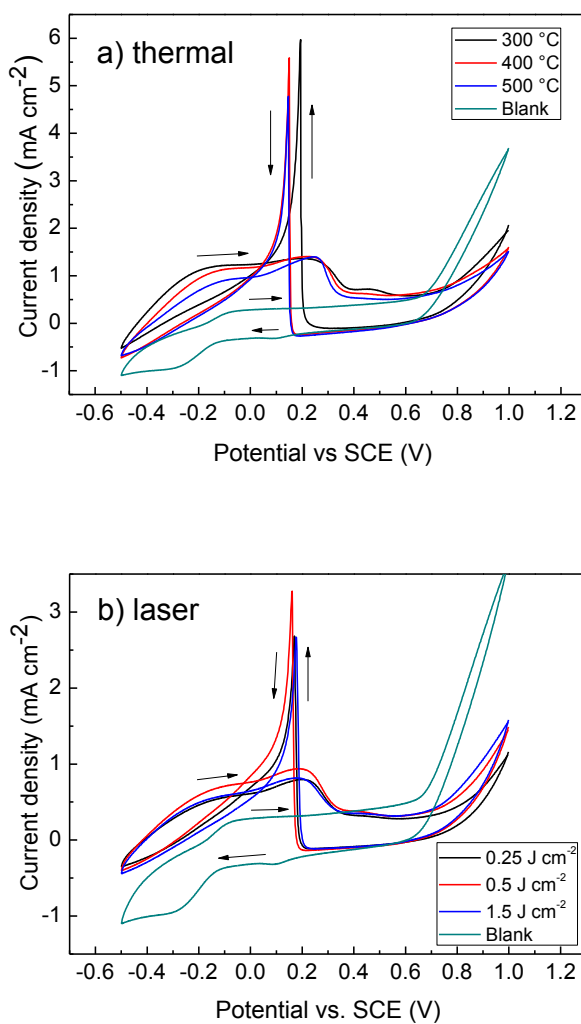 a) thermal
300 °C
400 °C
500 °C
Blank
Current density (mA cm-2)
6
5
4
3
2
1
0
-1
-0.6 -0.4 -0.2 0.0 0.2 0.4 0.6 0.8 1.0
Potential vs SCE (V)
b) laser
Current density (mA cm-2)
3
2
1
0
-1
0.25 J cm-2
0.5 J cm-2
1.5 J cm-2
Blank
-0.6 -0.4 -0.2 0.0 0.2 0.4 0.6 0.8 1.0
Potential vs. SCE (V)